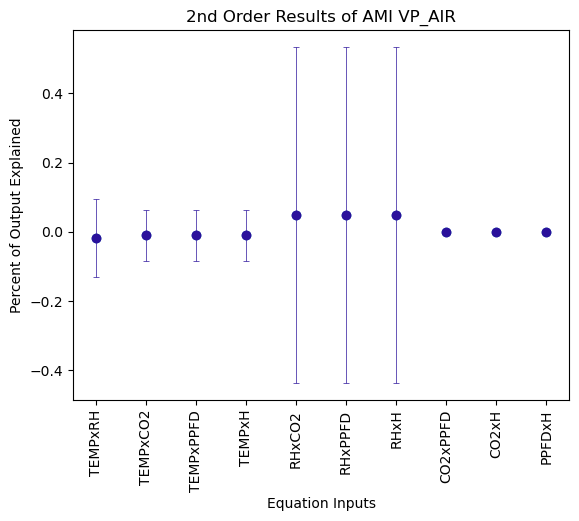 2nd Order Results of AMI VP_AIR
Percent of Output Explained
0.4
0.2
0.0
−0.2
−0.4
TEMPxRH
TEMPxCO2
TEMPxPPFD
TEMPxH
RHxCO2
RHxPPFD
RHxH
CO2xPPFD
CO2xH
PPFDxH
Equation Inputs